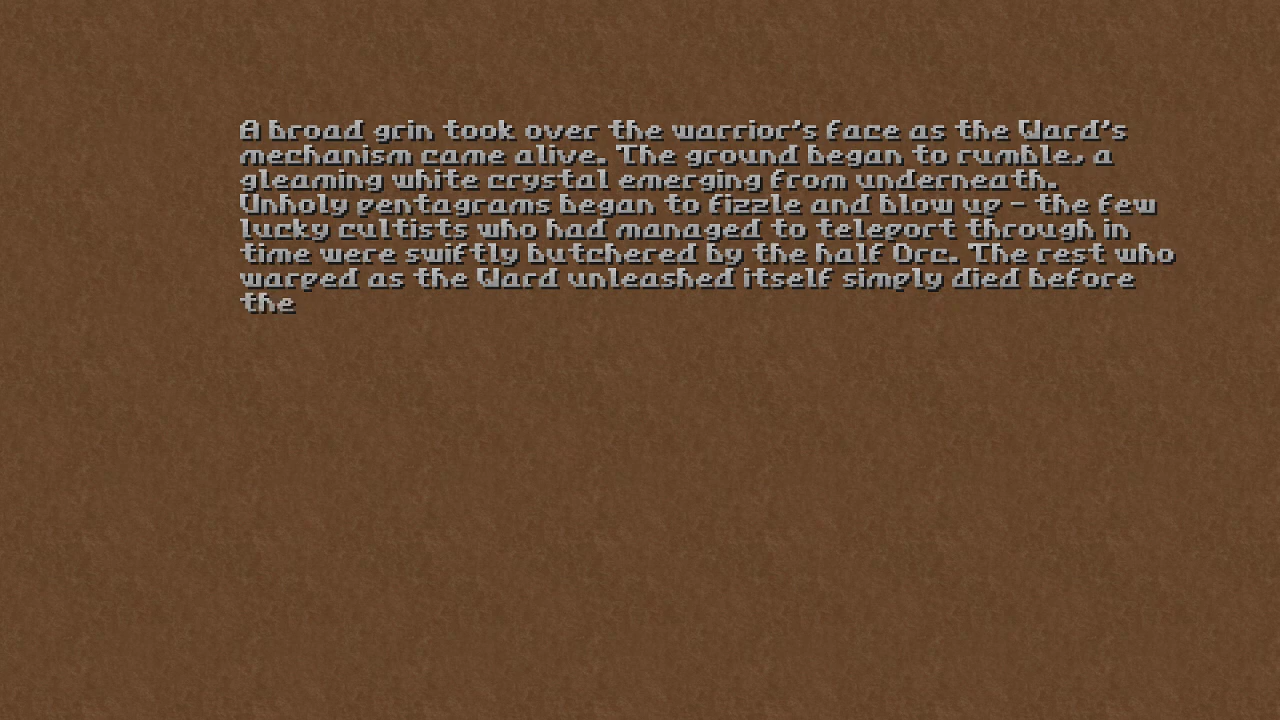 A broad grin took over the warrior's face as the Ward's
mechanism came alive. The ground began to rumble, a
gleaming white crystal emerging from underneath.
Unholy pentagrams began to fizzle and blow up - the few
lucky cultists who had managed to teleport through in
time were swiftly butchered by the half Orc. The rest who
warped as the Ward unleashed itself simply died before
the